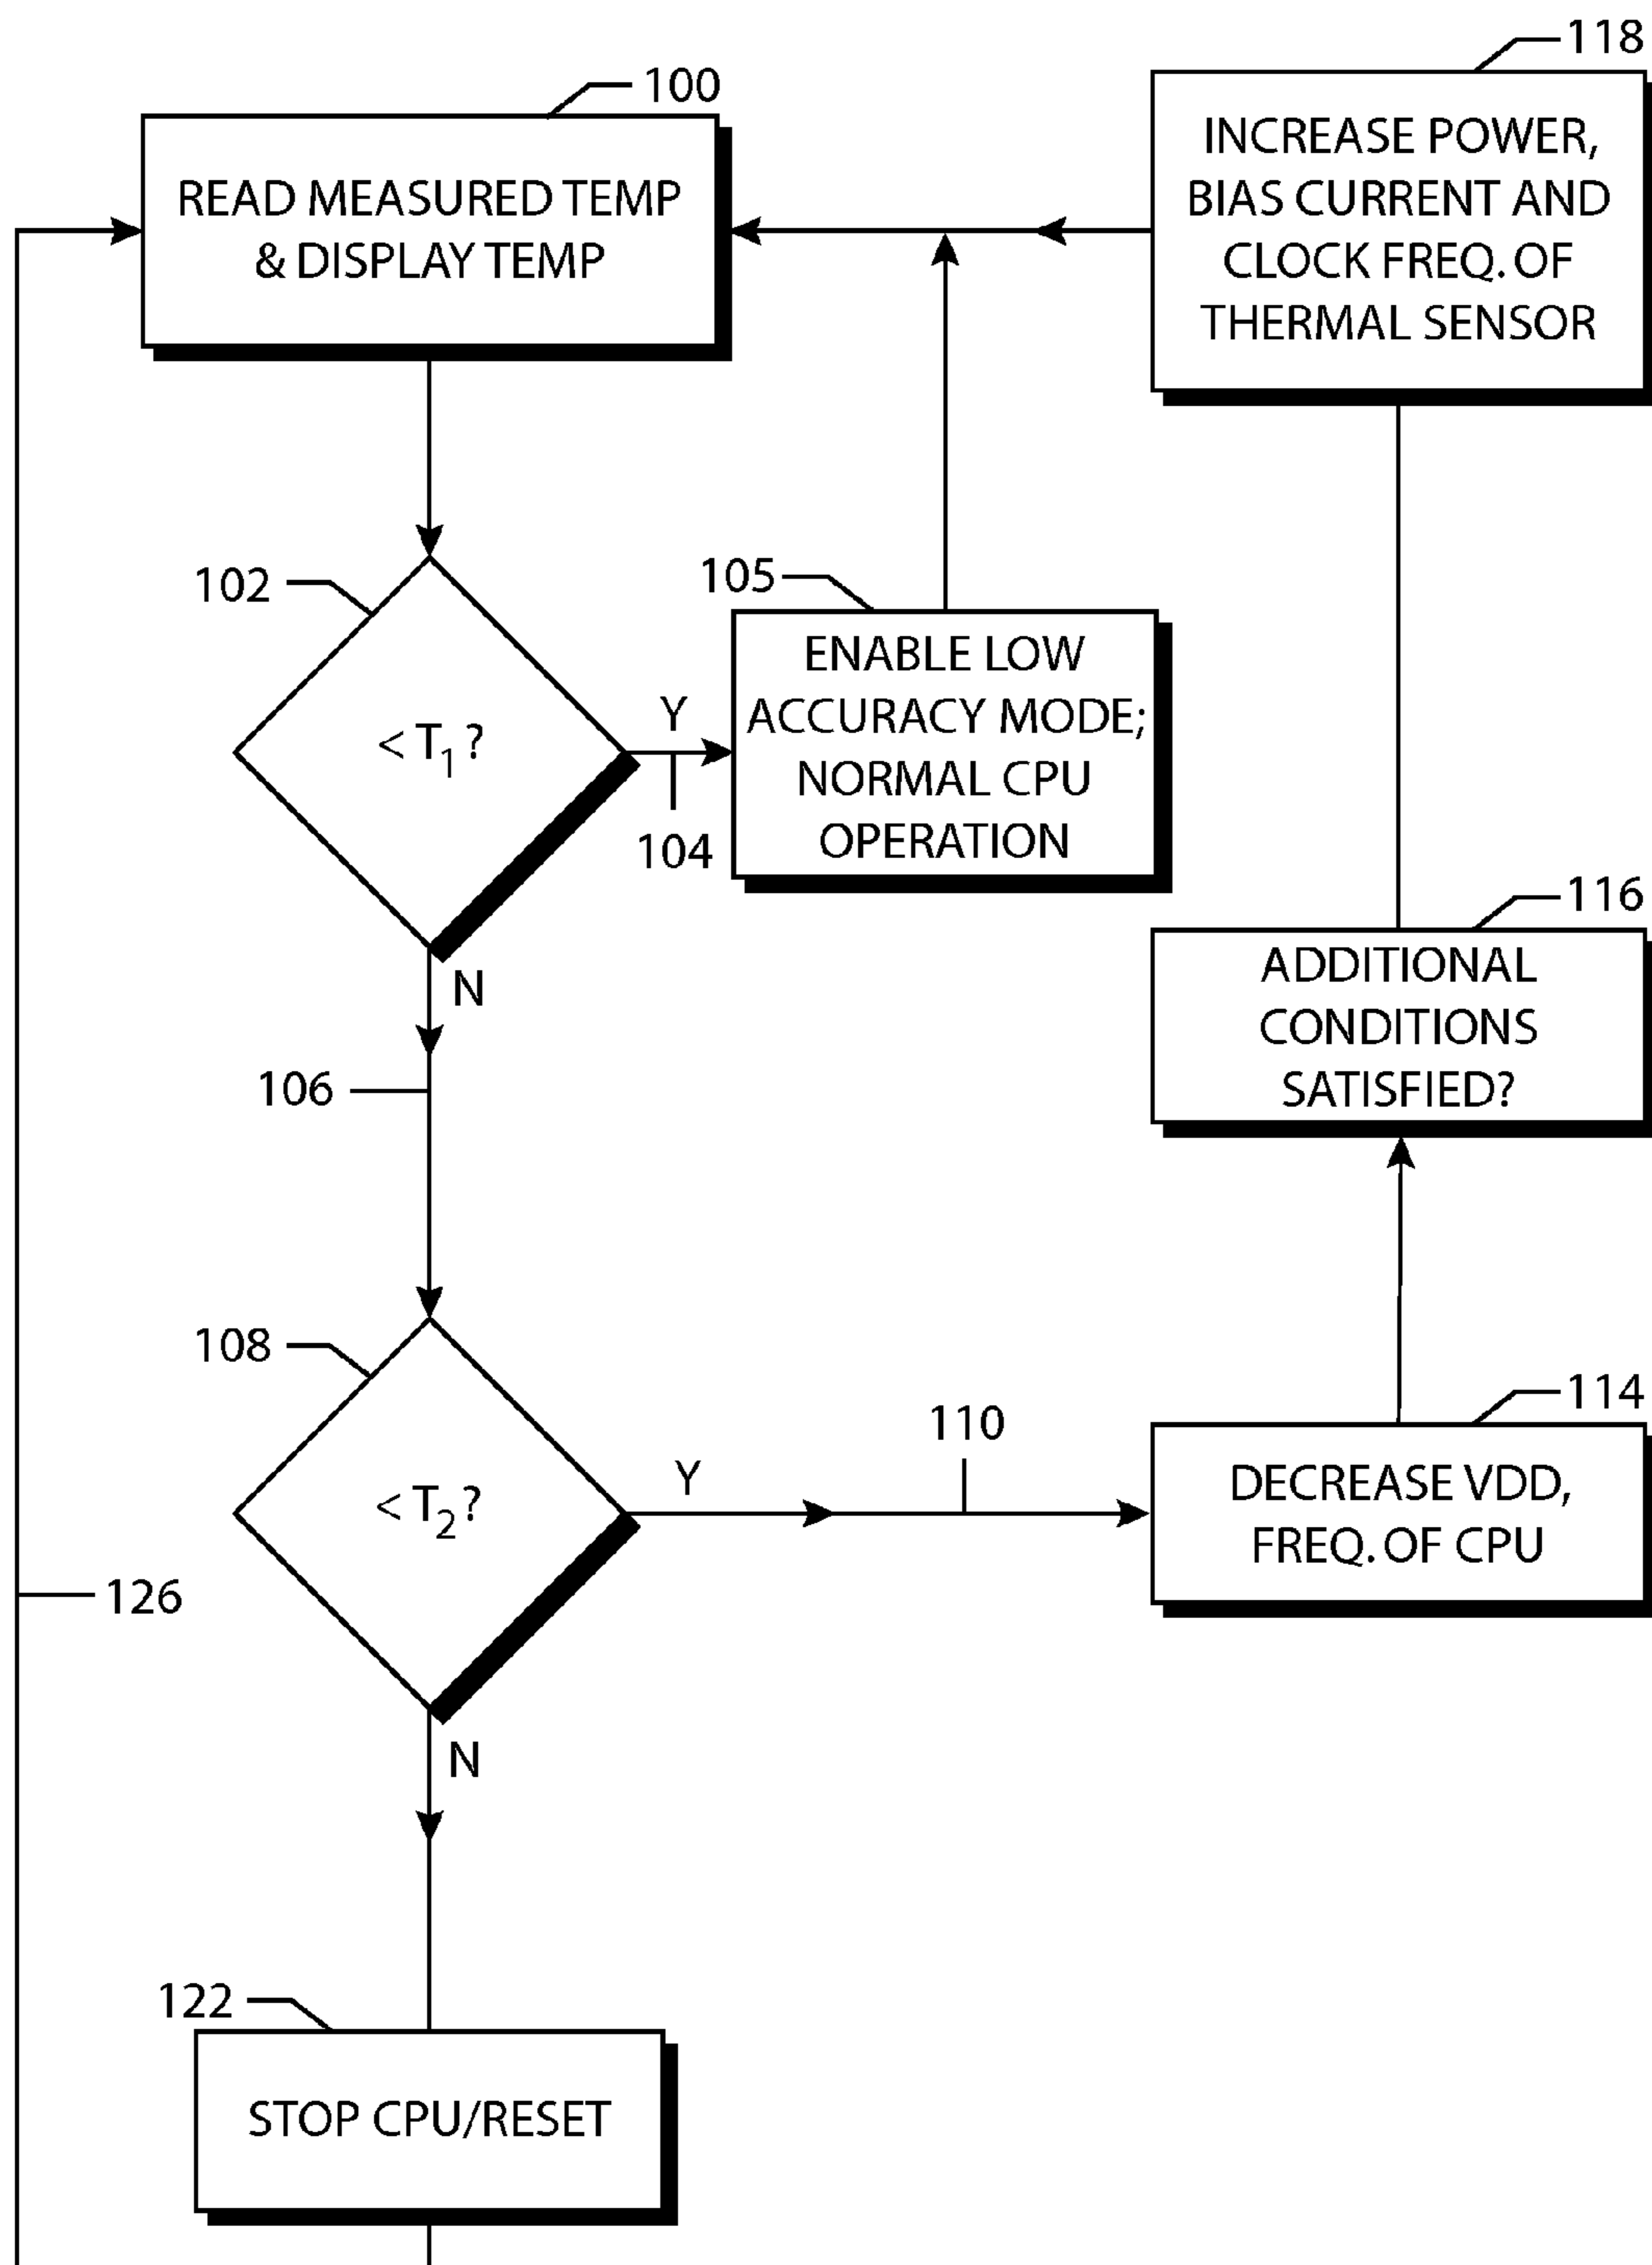 118
100
INCREASE POWER,
BIAS CURRENT AND
CLOCK FREQ. OF
THERMAL SENSOR
READ MEASURED TEMP
& DISPLAY TEMP
102
105
< T1 ?
Y
104
ENABLE LOW
ACCURACY MODE;
NORMAL CPU
OPERATION
116
ADDITIONAL
CONDITIONS
SATISFIED?
N
106
108
< T2 ?
Y
110
114
DECREASE VDD,
FREQ. OF CPU
126
N
122
STOP CPU/RESET